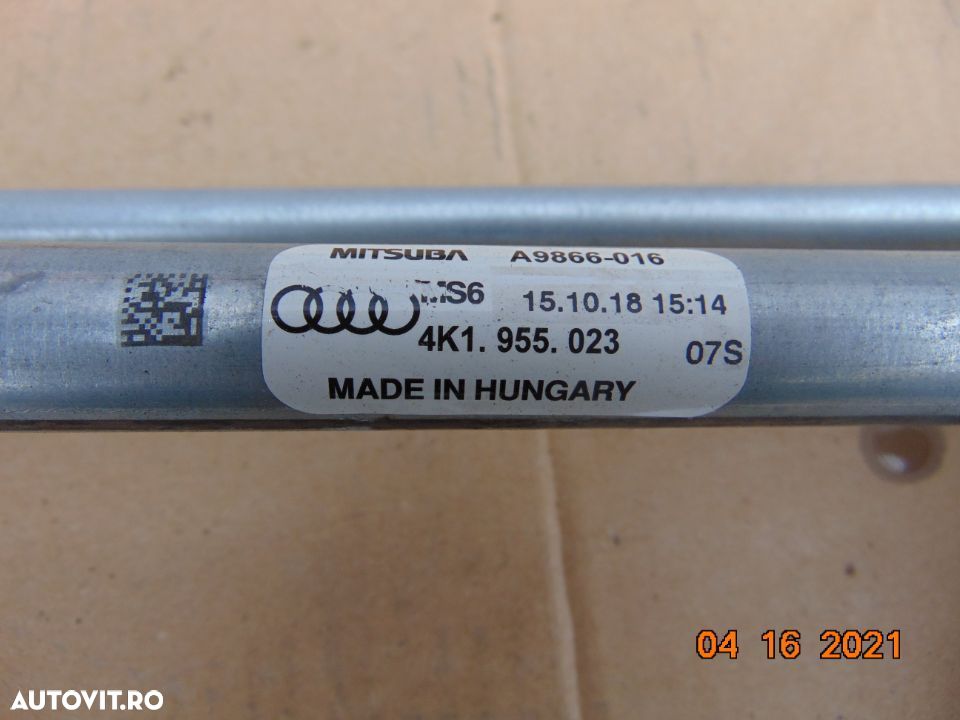 MITSUBA A9866-016
MS6 15.10.18 15:14
4K1. 955. 023 07S
MADE IN HUNGARY
04 16 2021
AUTOVIT.RO